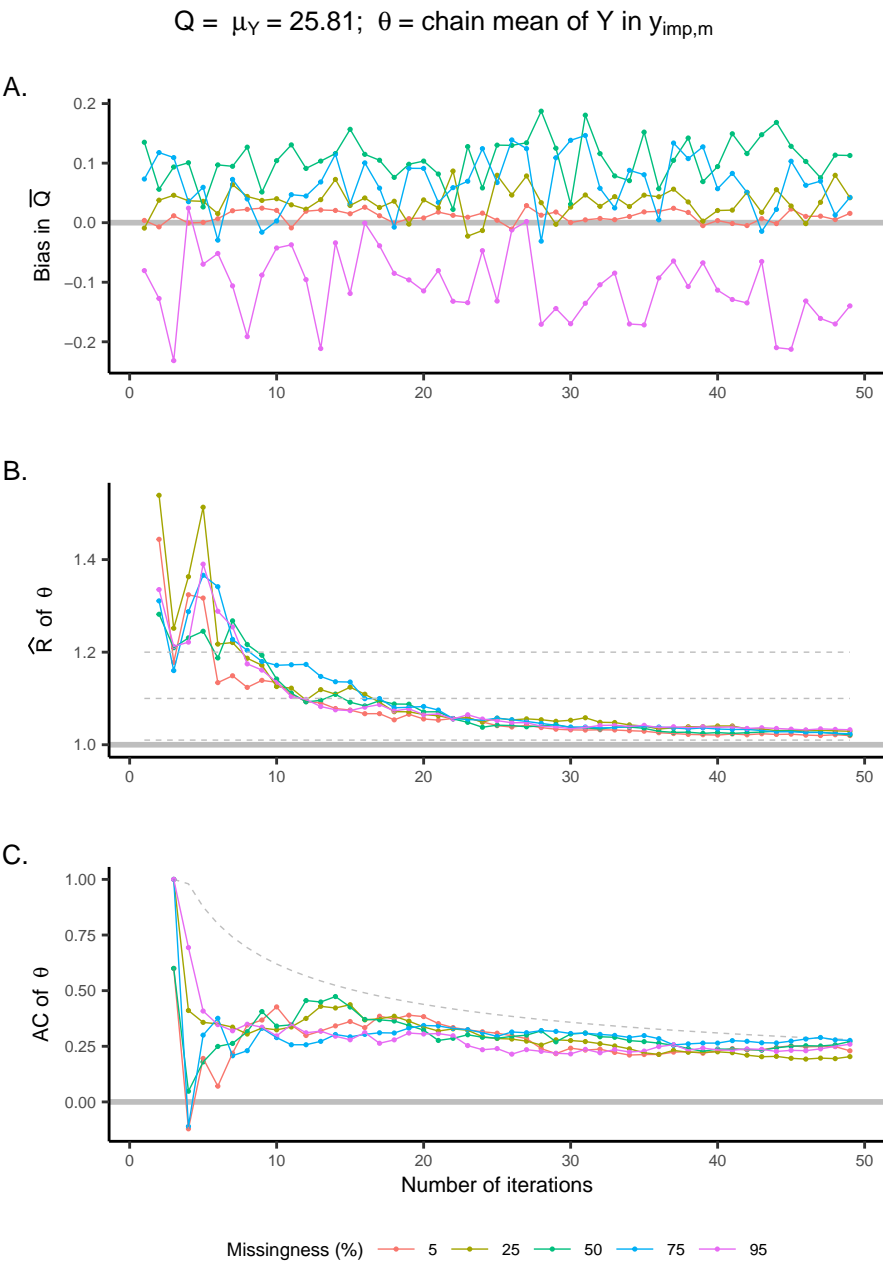 Q = μ_Y = 25.81; θ = chain mean of Y in y_imp,m
A.
0.2
0.1
0.0
−0.1
−0.2
Bias in Q̅
0 10 20 30 40 50
B.
1.4
1.2
1.0
R̂ of θ
0 10 20 30 40 50
C.
1.00
0.75
0.50
0.25
0.00
AC of θ
0 10 20 30 40 50
Number of iterations
Missingness (%) 5 25 50 75 95